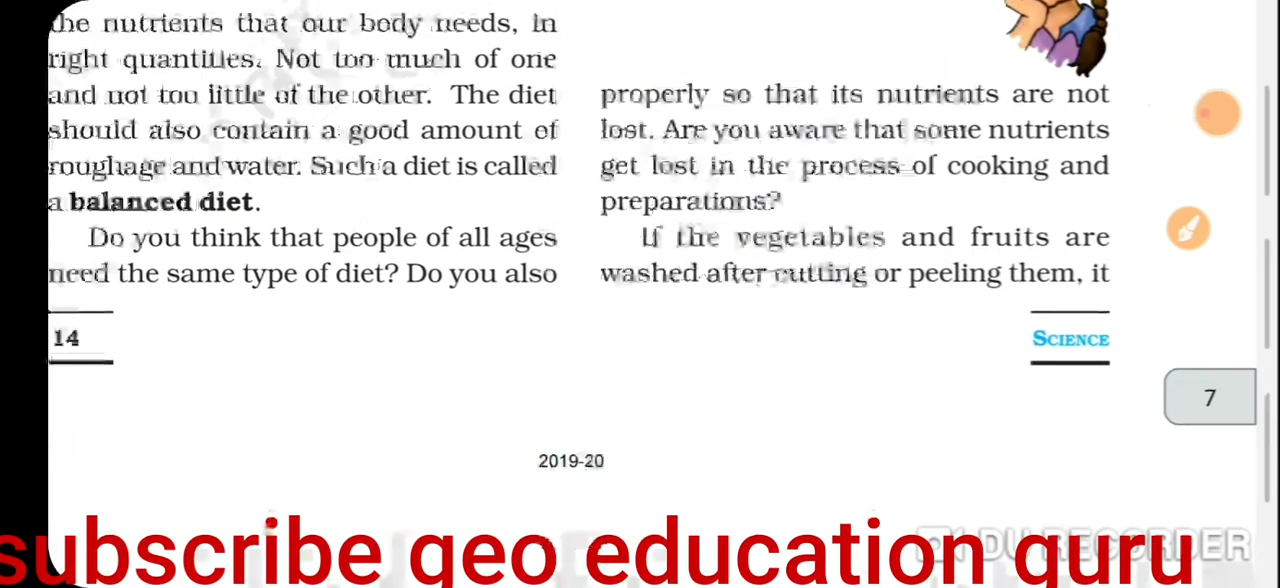 the nutrients that our body needs, in
right quantities. Not too much of one
and not too little of the other. The diet
should also contain a good amount of
roughage and water. Such a diet is called
a balanced diet.
Do you think that people of all ages
need the same type of diet? Do you also
properly so that its nutrients are not
lost. Are you aware that some nutrients
get lost in the process of cooking and
preparations?
If the vegetables and fruits are
washed after cutting or peeling them, it
14
SCIENCE
7
2019-20
subscribe geo education guru
DU RECORDER